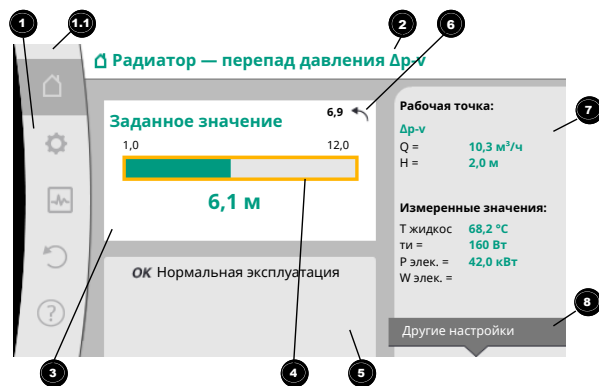 1
1.1
2
6
Радиатор — перепад давления Δp-v
6,9
Заданное значение
1,0
12,0
6,1 м
OK Нормальная эксплуатация
Рабочая точка:
Δp-v
Q = 10,3 м³/ч
H = 2,0 м
7
Измеренные значения:
T жидкос 68,2 °C
ти = 160 Вт
P элек. = 42,0 кВт
W элек. =
8
Другие настройки
3
4
5
?